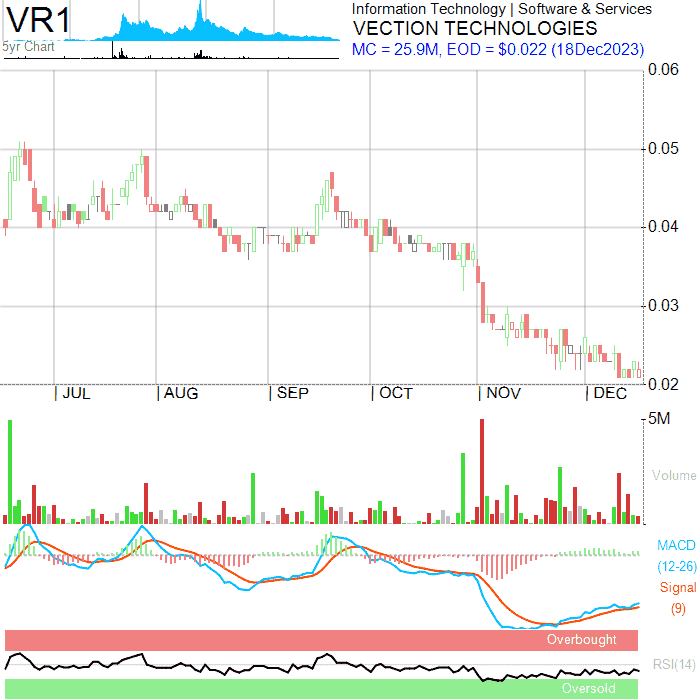 VR1
5yr Chart
Information Technology | Software & Services
VECTION TECHNOLOGIES
MC = 25.9M, EOD = $0.022 (18Dec2023)
0.06
0.05
0.04
0.03
0.02
| JUL | AUG | SEP | OCT | NOV | DEC
5M
Volume
MACD
(12-26)
Signal
(9)
Overbought
RSI(14)
Oversold